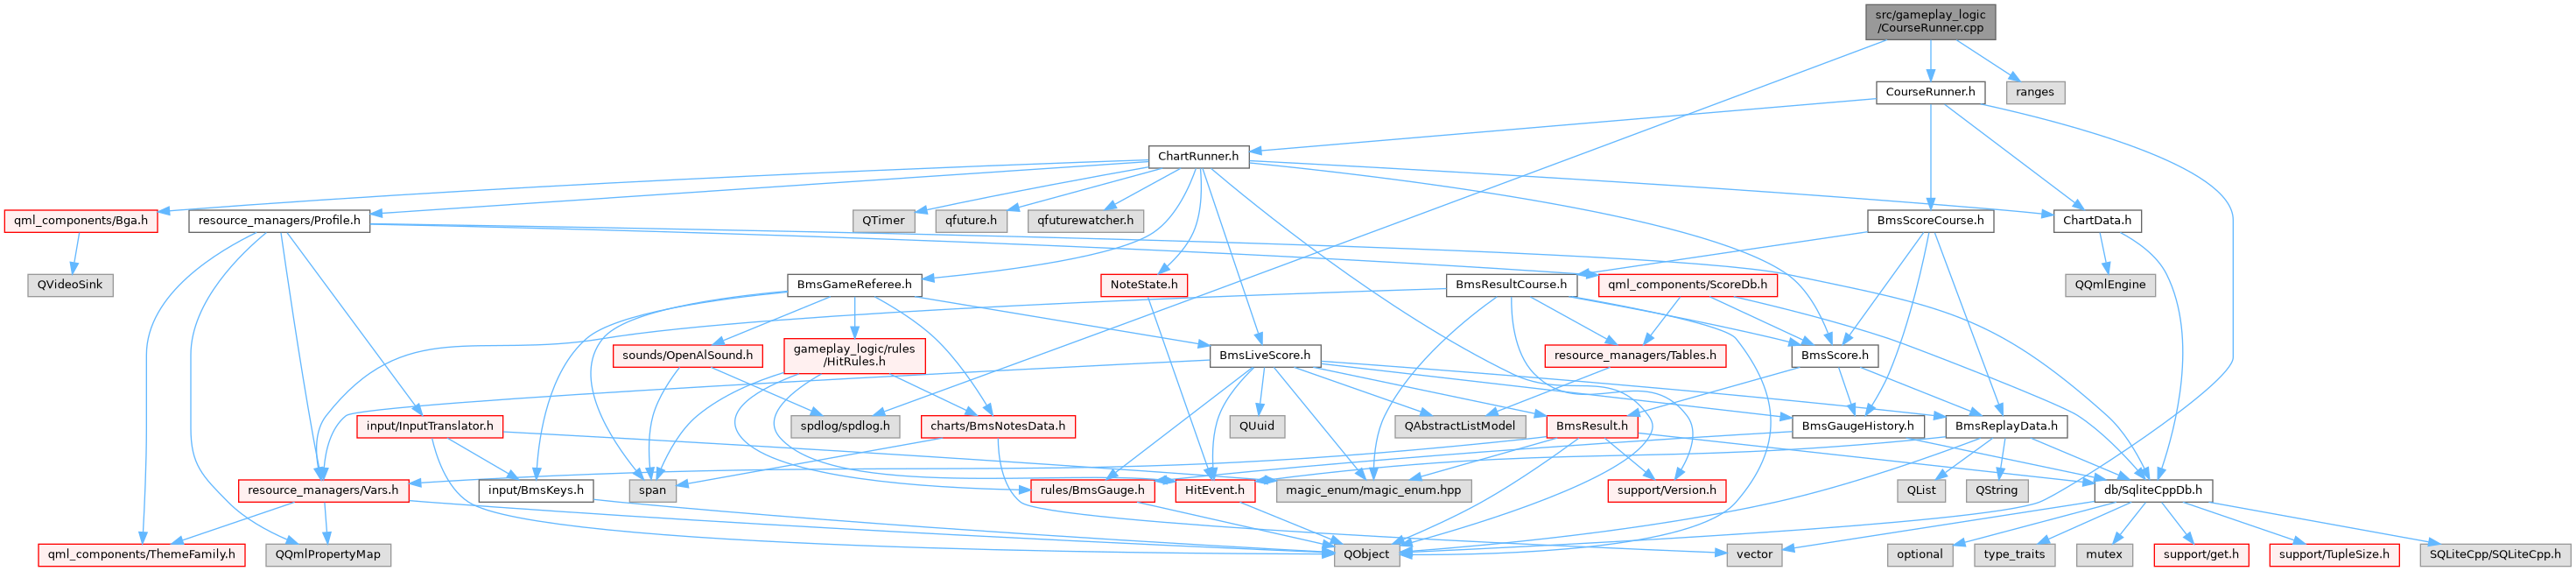 src/gameplay_logic
/CourseRunner.cpp
CourseRunner.h
ranges
ChartRunner.h
qml_components/Bga.h
resource_managers/Profile.h
QTimer
qfuture.h
qfuturewatcher.h
BmsScoreCourse.h
ChartData.h
QVideoSink
BmsGameReferee.h
NoteState.h
BmsResultCourse.h
qml_components/ScoreDb.h
QQmlEngine
sounds/OpenAlSound.h
gameplay_logic/rules
/HitRules.h
BmsLiveScore.h
resource_managers/Tables.h
BmsScore.h
input/InputTranslator.h
spdlog/spdlog.h
charts/BmsNotesData.h
QUuid
QAbstractListModel
BmsResult.h
BmsGaugeHistory.h
BmsReplayData.h
resource_managers/Vars.h
input/BmsKeys.h
span
rules/BmsGauge.h
HitEvent.h
magic_enum/magic_enum.hpp
support/Version.h
QList
QString
db/SqliteCppDb.h
qml_components/ThemeFamily.h
QQmlPropertyMap
QObject
vector
optional
type_traits
mutex
support/get.h
support/TupleSize.h
SQLiteCpp/SQLiteCpp.h